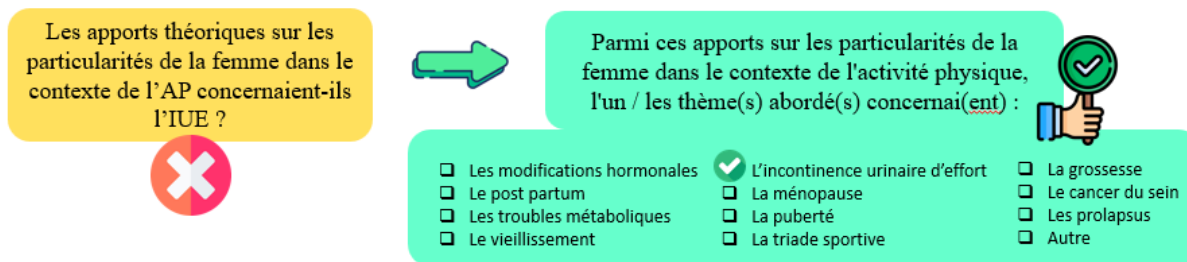 Les apports théoriques sur les
particularités de la femme dans le
contexte de l’AP concernaient-ils
l’IUE ?
Parmi ces apports sur les particularités de la
femme dans le contexte de l'activité physique,
l'un / les thème(s) abordé(s) concernai(ent) :
Les modifications hormonales
Le post partum
Les troubles métaboliques
Le vieillissement
L’incontinence urinaire d’effort
La ménopause
La puberté
La triade sportive
La grossesse
Le cancer du sein
Les prolapsus
Autre